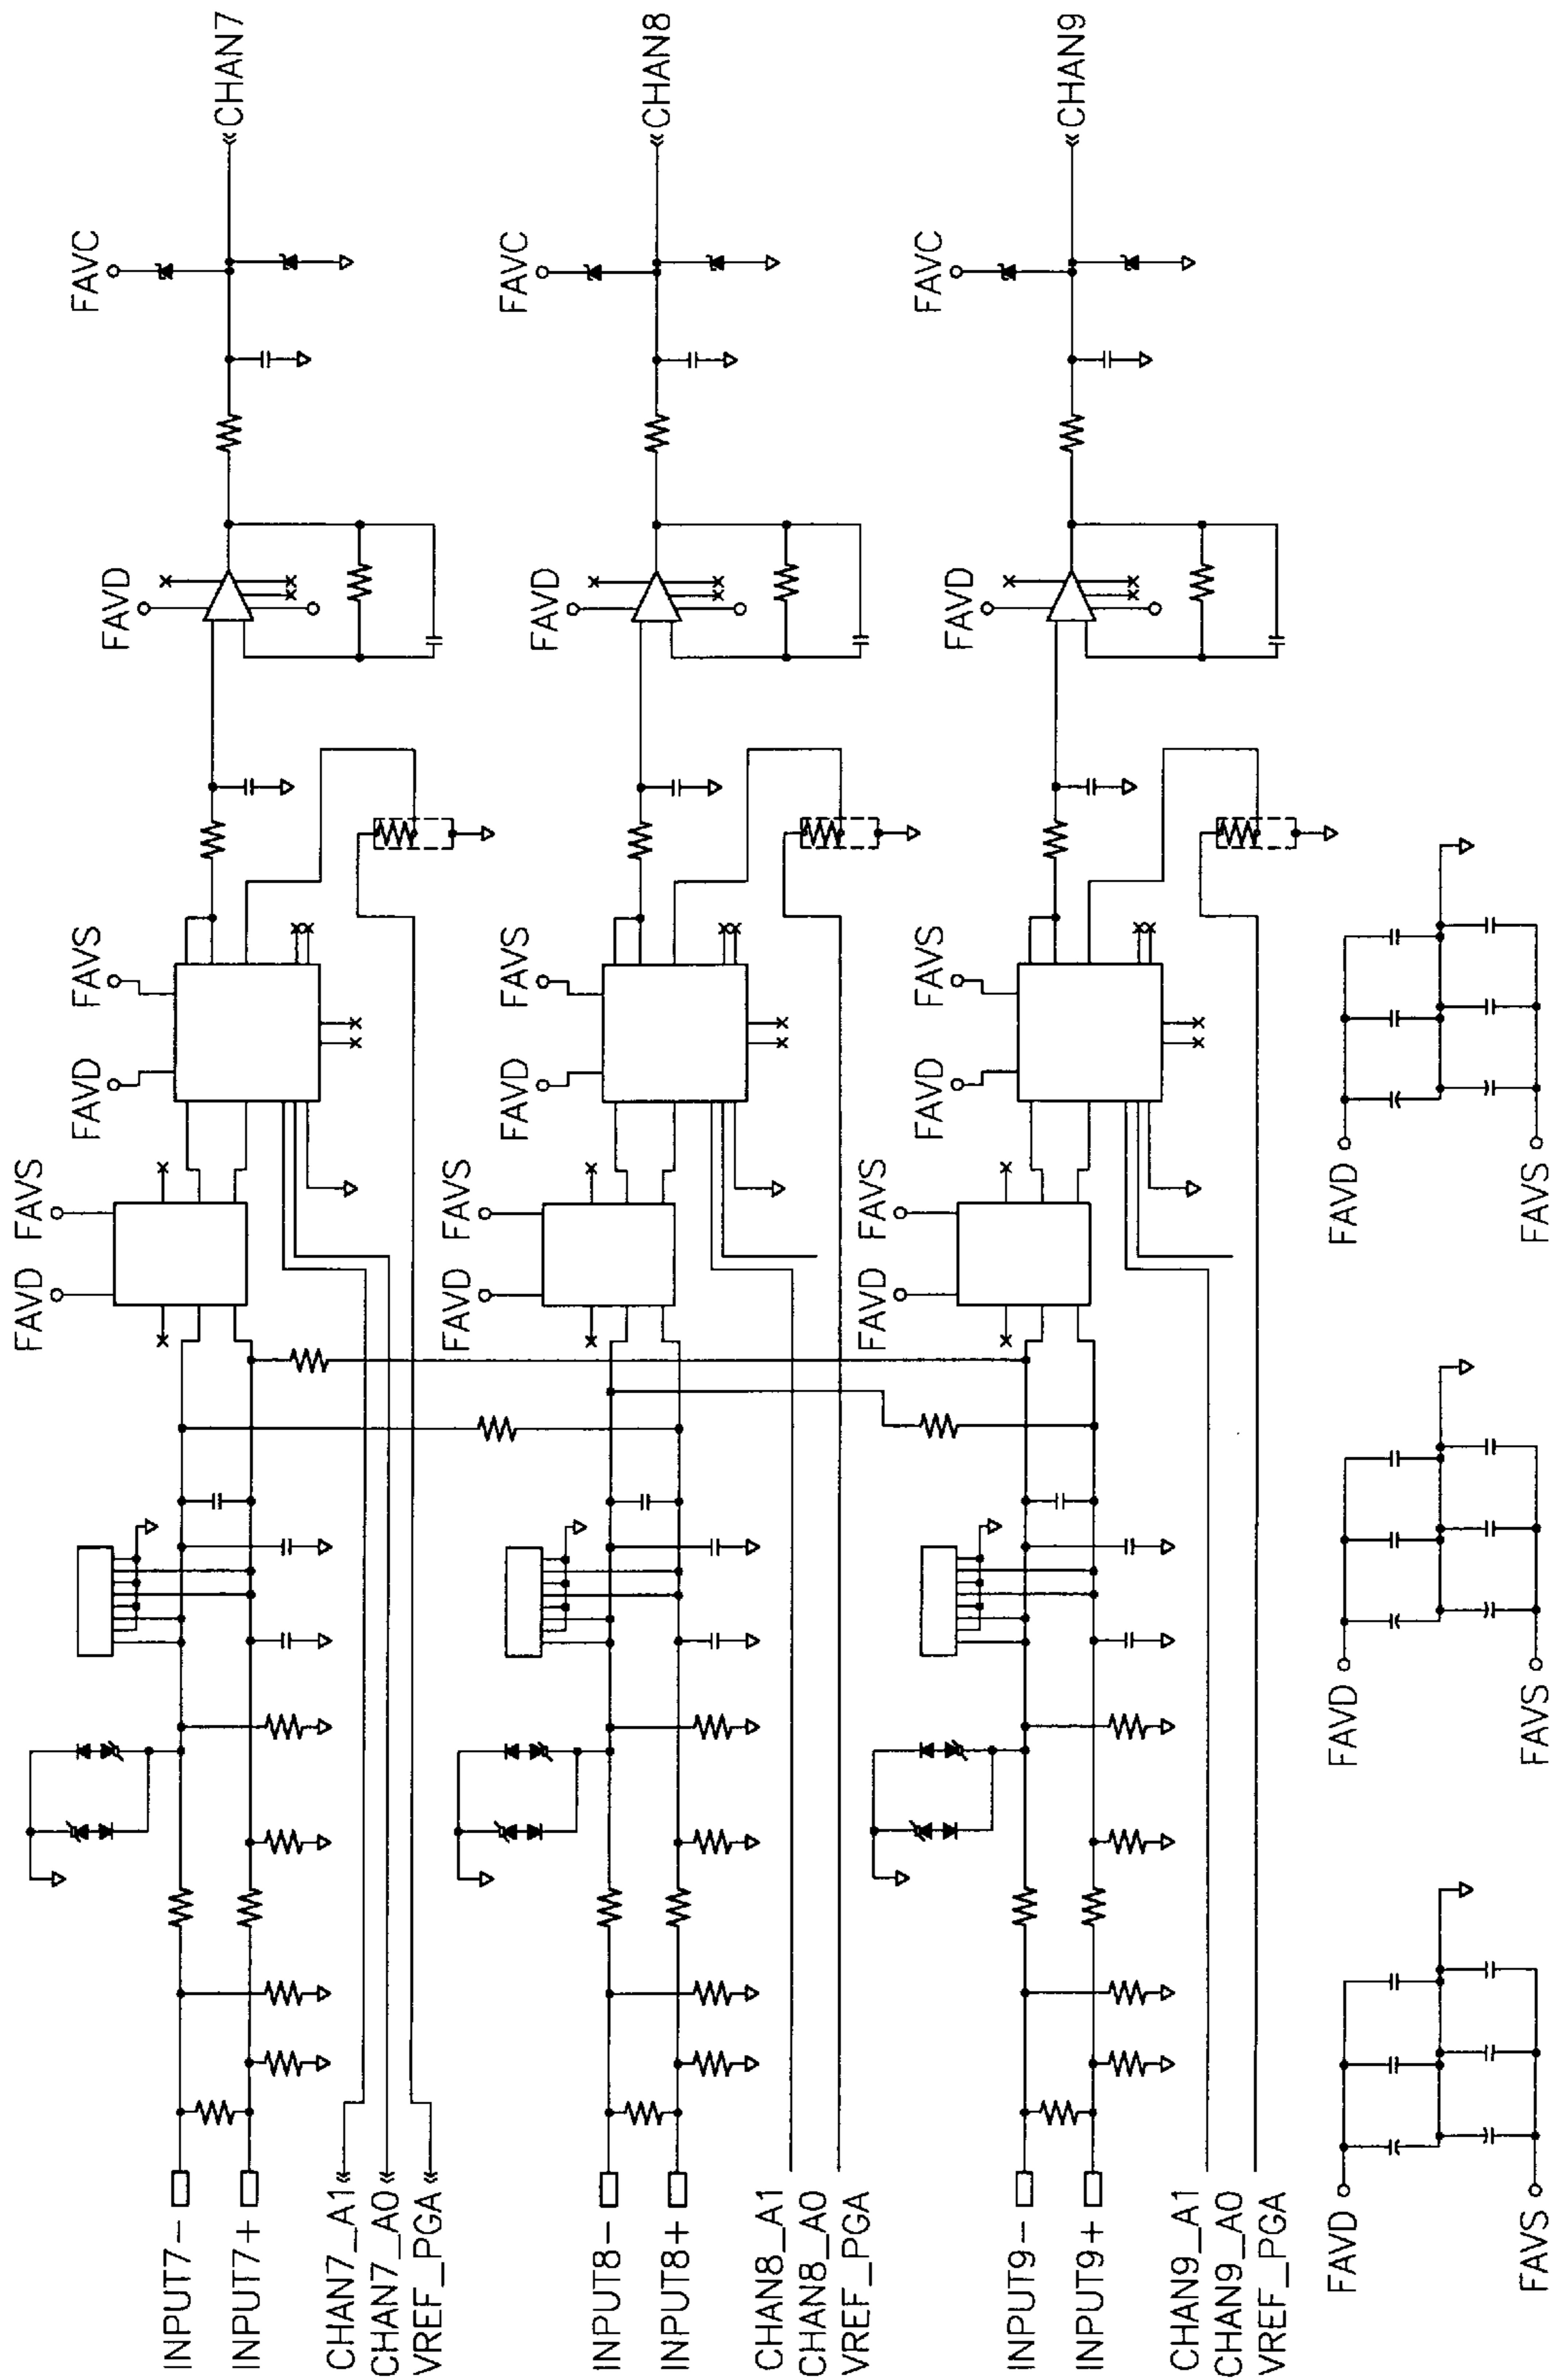 FAVC
CHAN7
FAVD
FAVD FAVS
FAVD FAVS
INPUT7-
INPUT7+
CHAN7_A1
CHAN7_A0
VREF_PGA
FAVC
CHAN8
FAVD
FAVD FAVS
FAVD FAVS
INPUT8-
INPUT8+
CHAN8_A1
CHAN8_A0
VREF_PGA
FAVC
CHAN9
FAVD
FAVD FAVS
FAVD FAVS
INPUT9-
INPUT9+
CHAN9_A1
CHAN9_A0
VREF_PGA
FAVD
FAVS
FAVD
FAVS
FAVD
FAVS